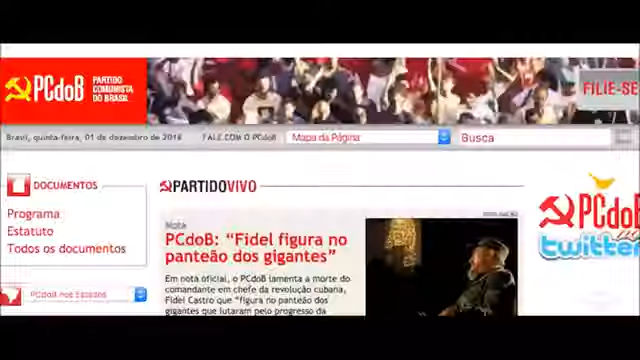 PCdoB
PARTIDO
COMUNISTA
DO BRASIL
FILIE-SE
Brasil, quinta-feira, 01 de dezembro de 2016
FALE COM O PCdoB
Mapa da Página
Busca
DOCUMENTOS
Programa
Estatuto
Todos os documentos
PCdoB nos Estados
PARTIDOVIVO
Nota
PCdoB: “Fidel figura no
panteão dos gigantes”
Em nota oficial, o PCdoB lamenta a morte do
comandante em chefe da revolução cubana,
Fidel Castro que “figura no panteão dos
gigantes que lutaram pelo progresso da
PCdoB
no
twitter